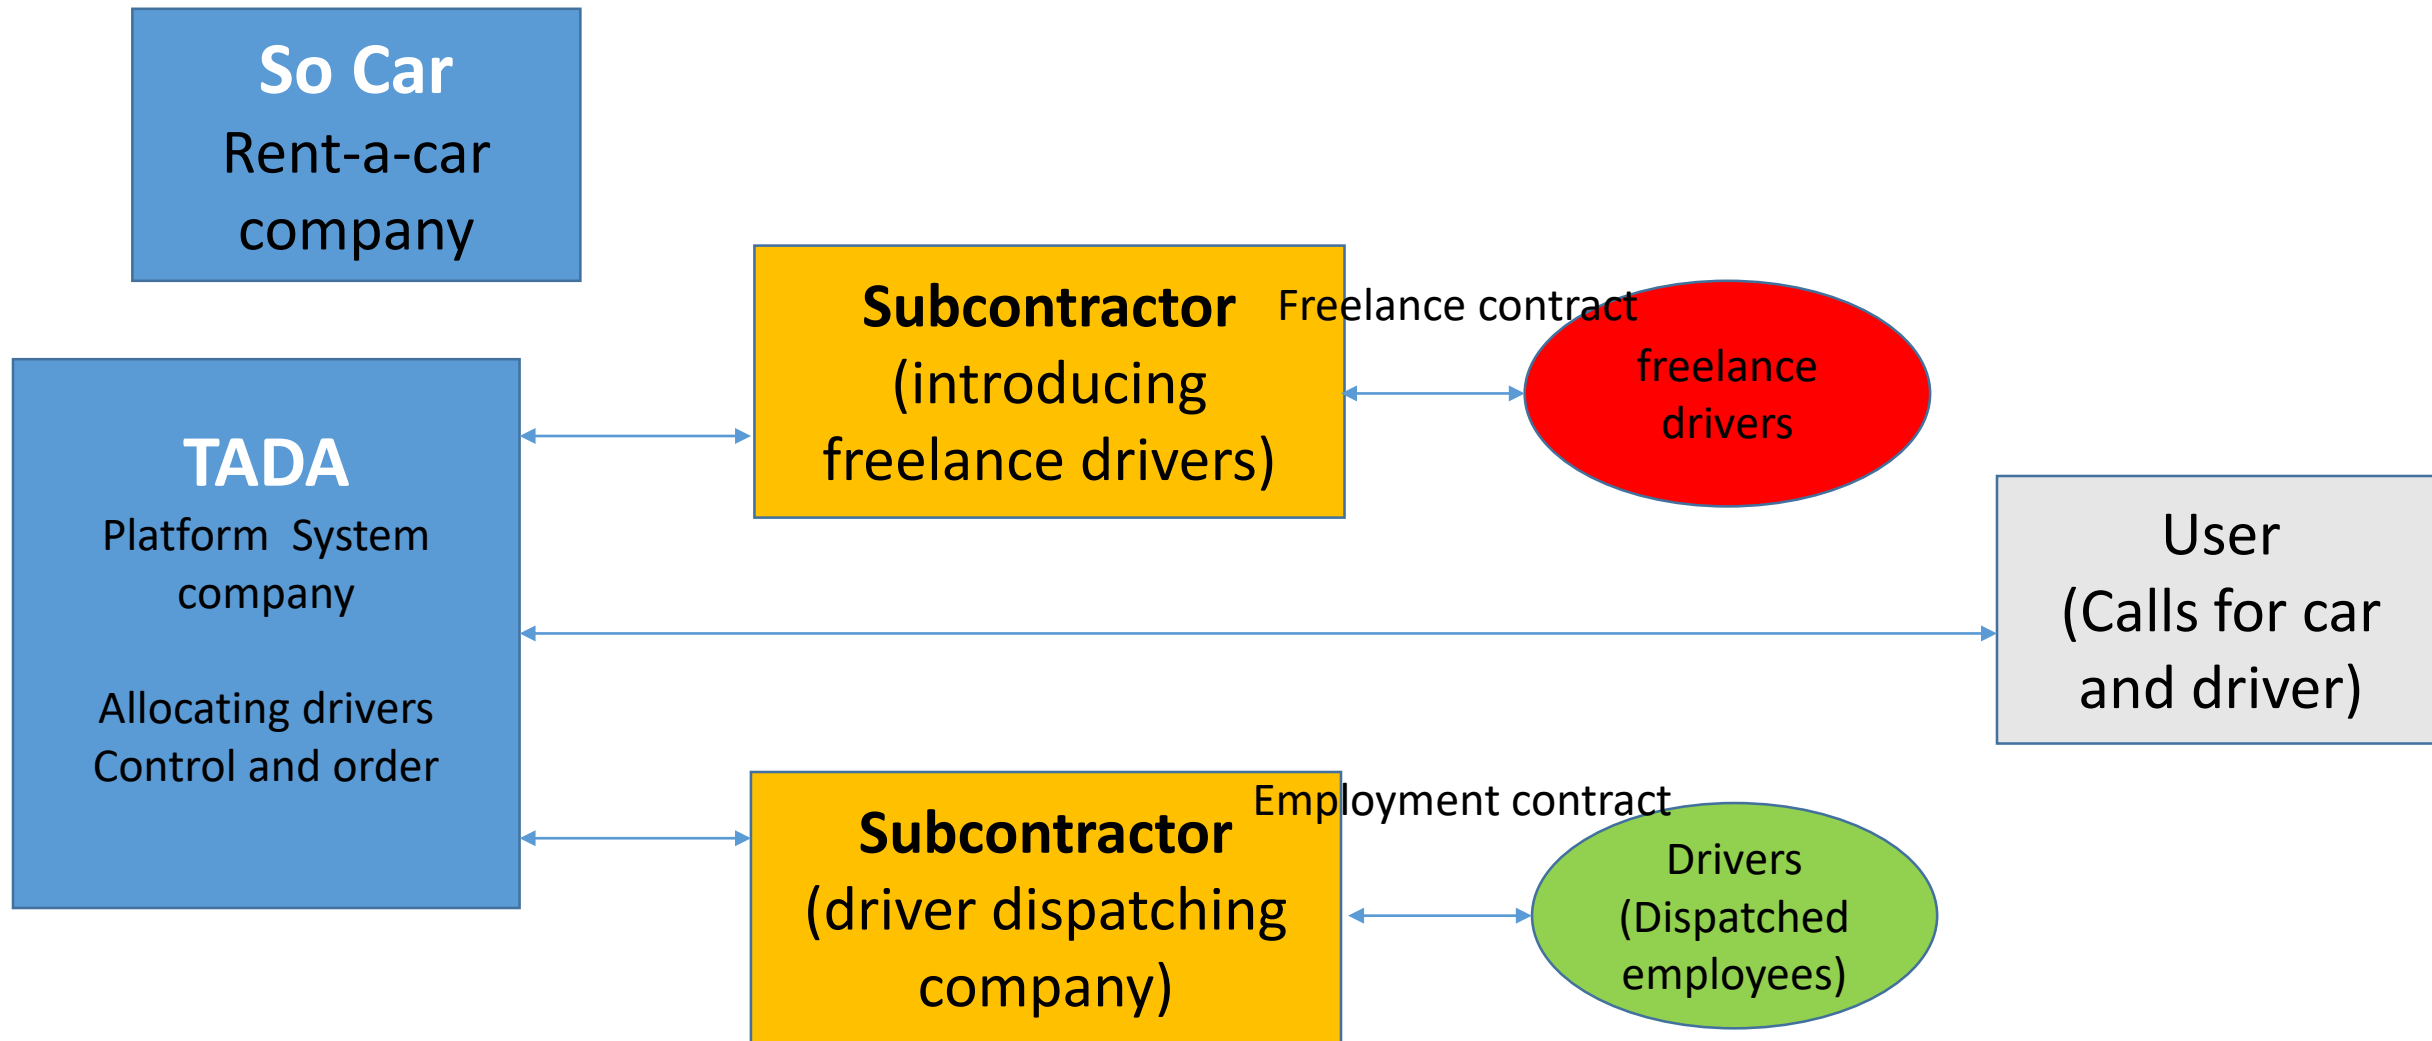 So Car
Rent-a-car
company
TADA
Platform System
company
Allocating drivers
Control and order
Subcontractor
(introducing
freelance drivers)
Freelance contract
freelance
drivers
User
(Calls for car
and driver)
Subcontractor
(driver dispatching
company)
Employment contract
Drivers
(Dispatched
employees)